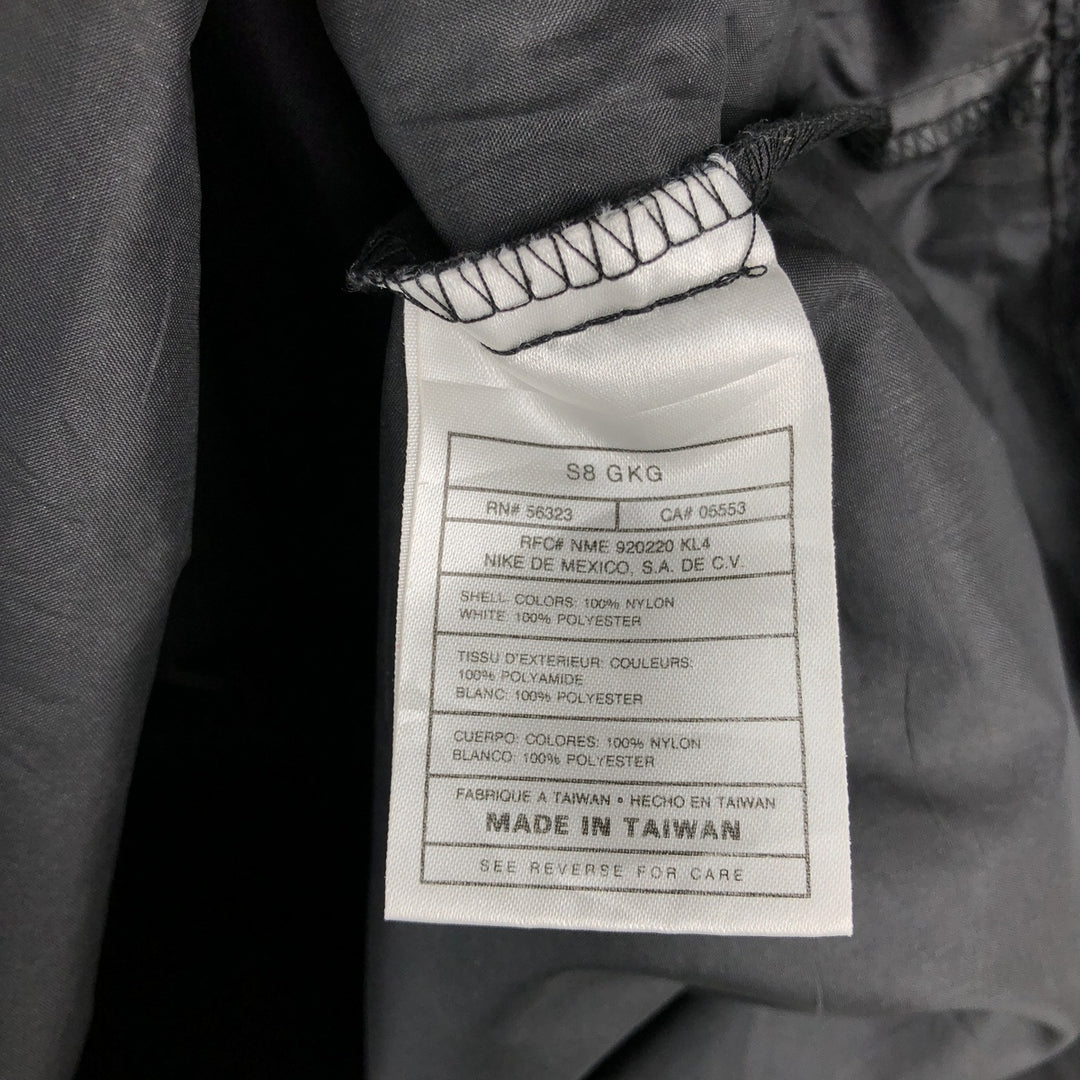 S8 GKG
RN# 56323 CA# 05553
RFC# NME 920220 KL4
NIKE DE MEXICO, S.A. DE C.V.
SHELL: COLORS: 100% NYLON
WHITE: 100% POLYESTER
TISSU D'EXTERIEUR: COULEURS:
100% POLYAMIDE
BLANC: 100% POLYESTER
CUERPO: COLORES: 100% NYLON
BLANCO: 100% POLYESTER
FABRIQUE A TAIWAN • HECHO EN TAIWAN
MADE IN TAIWAN
SEE REVERSE FOR CARE